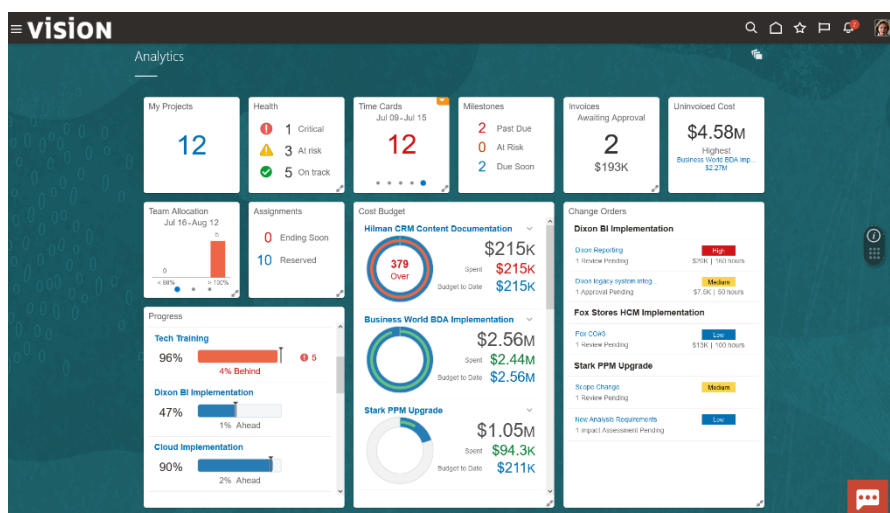 vision
2
Analytics
My Projects
12
Health
1 Critical
3 At risk
5 On track
Time Cards
Jul 09-Jul 15
12
Milestones
2 Past Due
0 At Risk
2 Due Soon
Invoices
Awaiting Approval
2
$193K
Uninvoiced Cost
$4.58M
Highest
Business World BDA Imp...
$2.27M
Team Allocation
Jul 16-Aug 12
0
5
< 88%
> 100%
Assignments
0 Ending Soon
10 Reserved
Cost Budget
Hilman CRM Content Documentation
379
Over
$215K
Spent $215K
Budget to Date $215K
Business World BDA Implementation
$2.56M
Spent $2.44M
Budget to Date $2.56M
Stark PPM Upgrade
$1.05M
Spent $94.3K
Budget to Date $211K
Change Orders
Dixon BI Implementation
Dixon Reporting
High
1 Review Pending
$20K | 160 hours
Dixon legacy system integ...
Medium
1 Approval Pending
$7.5K | 50 hours
Fox Stores HCM Implementation
Fox CO#3
Low
1 Review Pending
$13K | 100 hours
Stark PPM Upgrade
Scope Change
Medium
1 Review Pending
New Analysis Requirements
Low
1 Impact Assessment Pending
Progress
Tech Training
96%
5
4% Behind
Dixon BI Implementation
47%
1% Ahead
Cloud Implementation
90%
2% Ahead